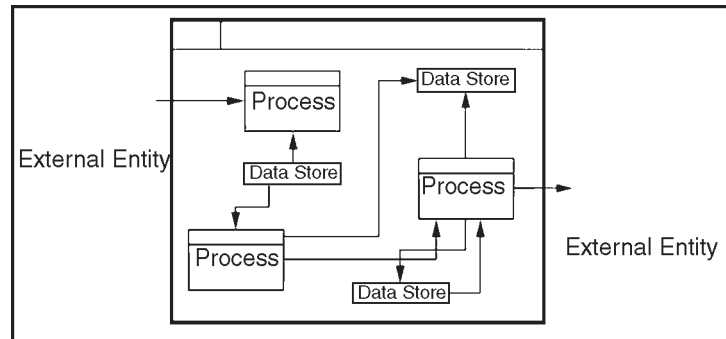 Data Store
Process
External Entity
Data Store
Process
Process
External Entity
Data Store